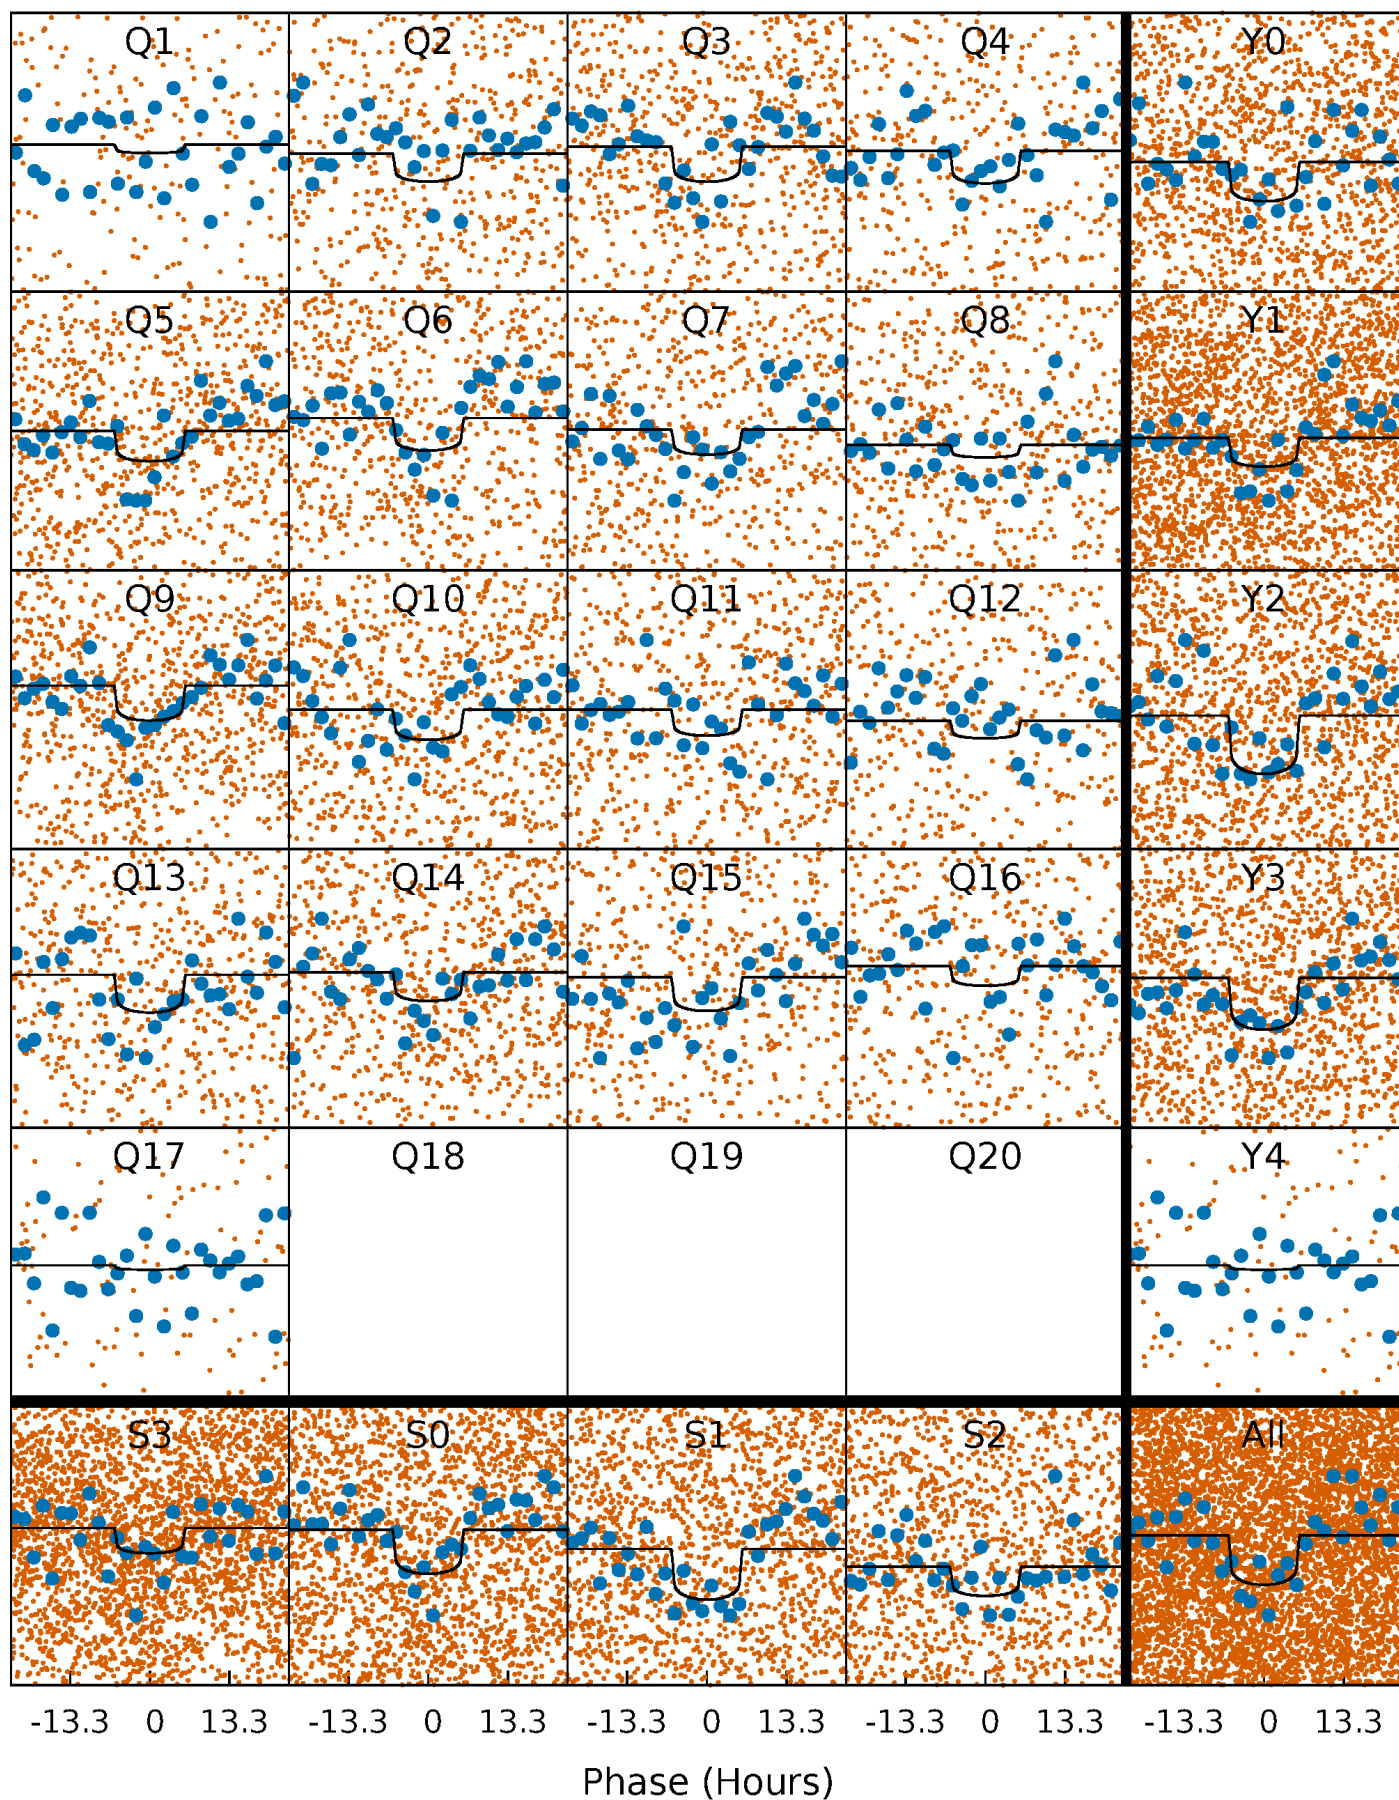 Q1 Q2 Q3 Q4 Y0
Q5 Q6 Q7 Q8 Y1
Q9 Q10 Q11 Q12 Y2
Q13 Q14 Q15 Q16 Y3
Q17 Q18 Q19 Q20 Y4
S3 S0 S1 S2 All
-13.3 0 13.3 -13.3 0 13.3 -13.3 0 13.3 -13.3 0 13.3 -13.3 0 13.3
Phase (Hours)